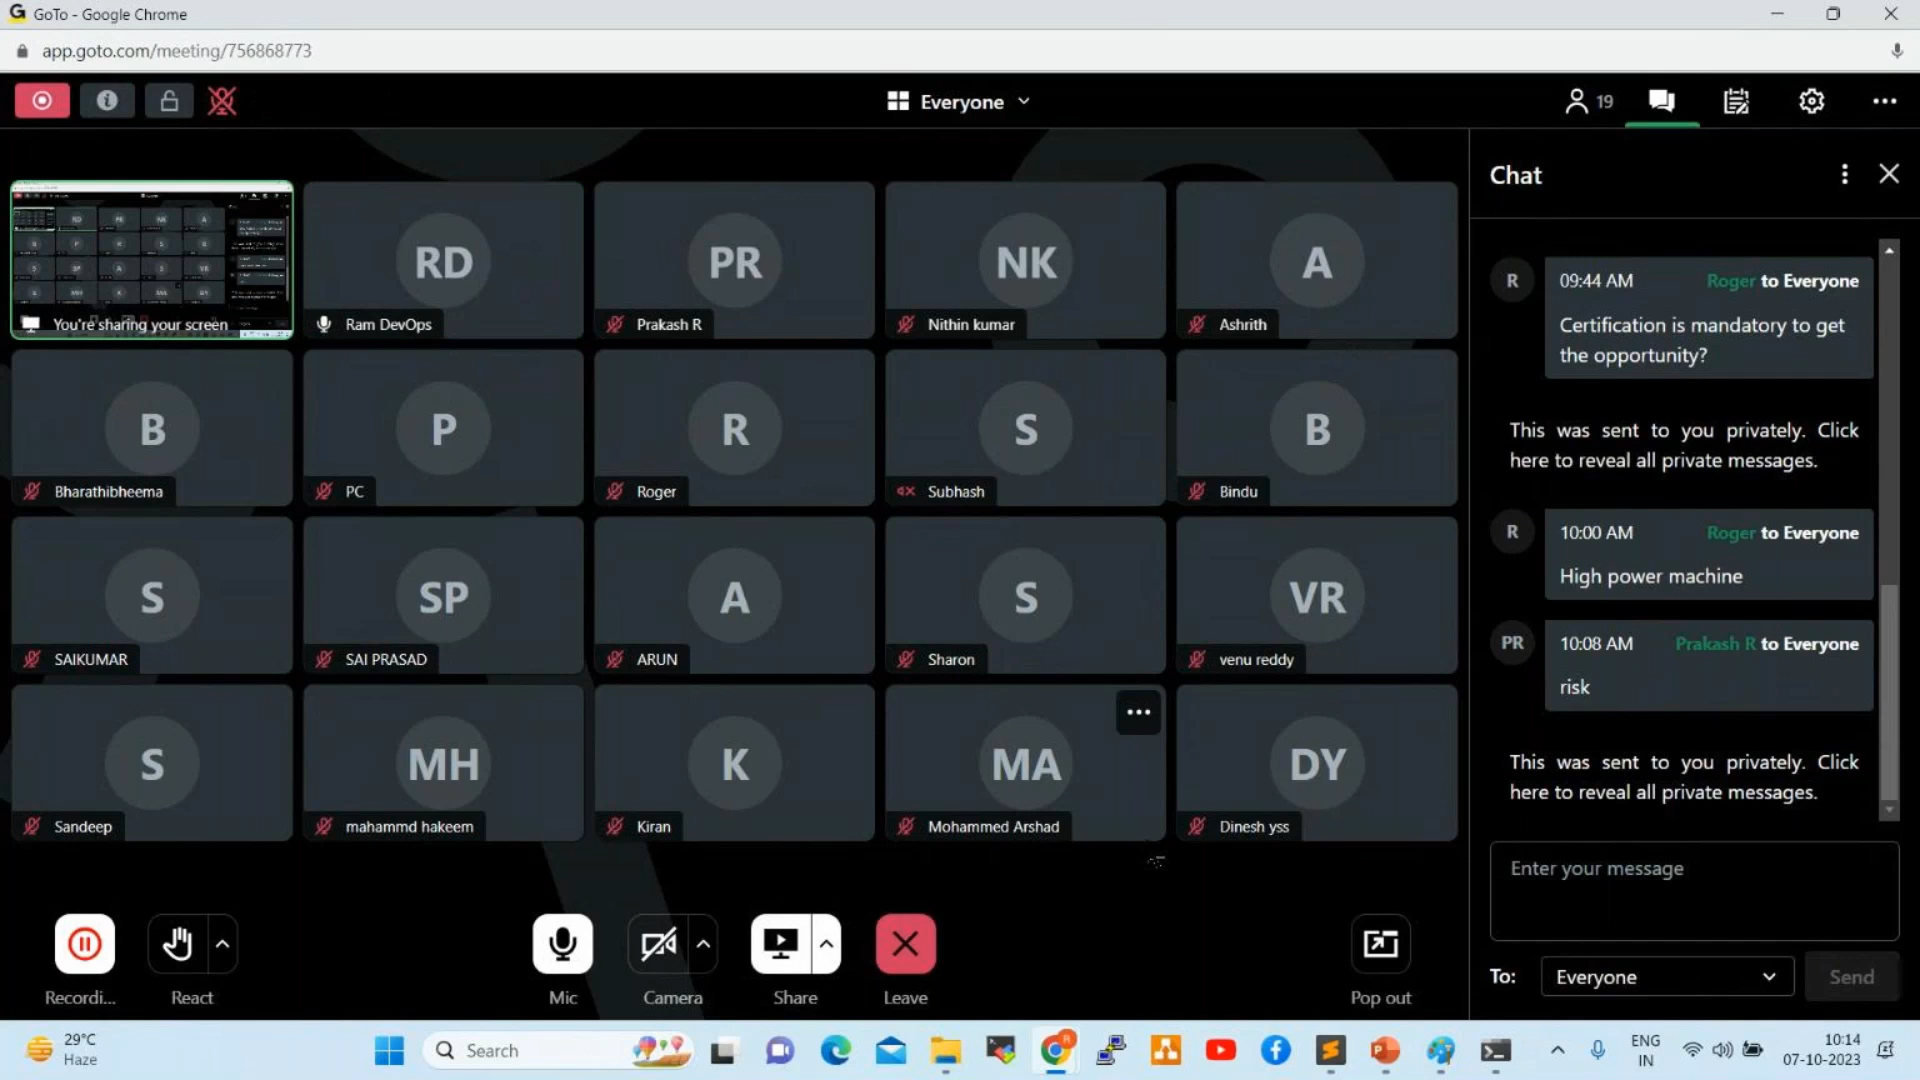 GoTo - Google Chrome
app.goto.com/meeting/756868773
Everyone
19
Chat
You're sharing your screen
RD
Ram DevOps
PR
Prakash R
NK
Nithin kumar
A
Ashrith
B
Bharathibheema
P
PC
R
Roger
S
Subhash
B
Bindu
S
SAIKUMAR
SP
SAI PRASAD
A
ARUN
S
Sharon
VR
venu reddy
S
Sandeep
MH
mahammd hakeem
K
Kiran
MA
Mohammed Arshad
DY
Dinesh yss
R
09:44 AM Roger to Everyone
Certification is mandatory to get
the opportunity?
This was sent to you privately. Click
here to reveal all private messages.
R
10:00 AM Roger to Everyone
High power machine
PR
10:08 AM Prakash R to Everyone
risk
This was sent to you privately. Click
here to reveal all private messages.
Enter your message
To: Everyone Send
Recordi...
React
Mic
Camera
Share
Leave
Pop out
29°C
Haze
Search
ENG
IN
10:14
07-10-2023